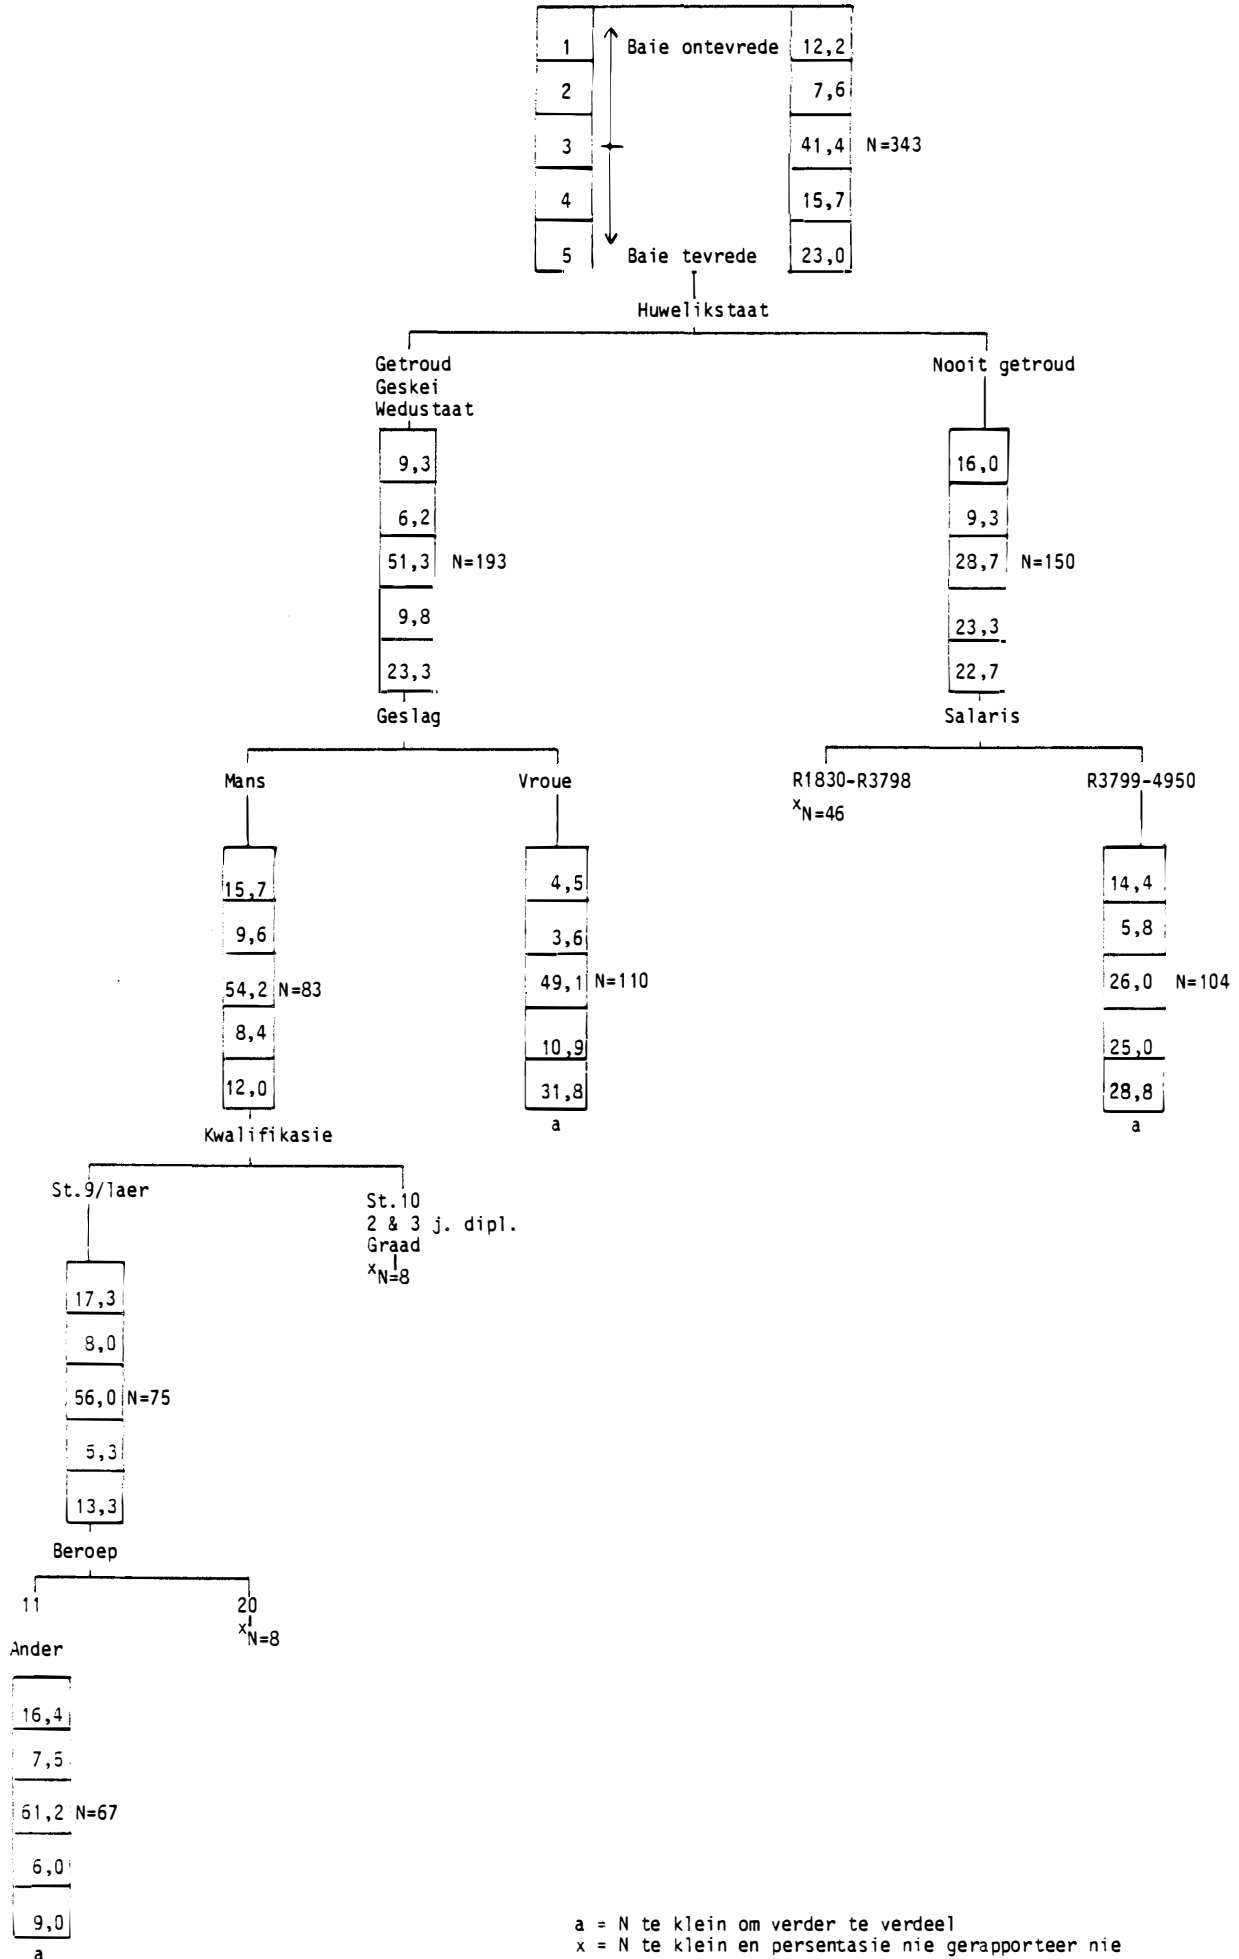 1 Baie ontevrede 12,2
2 7,6
3 41,4 N=343
4 15,7
5 Baie tevrede 23,0
Huwelikstaat
Getroud
Geskei
Wedustaat
9,3
6,2
51,3 N=193
9,8
23,3
Geslag
Nooit getroud
16,0
9,3
28,7 N=150
23,3
22,7
Salaris
Mans
15,7
9,6
54,2 N=83
8,4
12,0
Kwalifikasie
Vroue
4,5
3,6
49,1 N=110
10,9
31,8
a
R1830-R3798
x N=46
R3799-4950
14,4
5,8
26,0 N=104
25,0
28,8
a
St.9/laer
17,3
8,0
56,0 N=75
5,3
13,3
Beroep
St.10
2 & 3 j. dipl.
Graad
x N=8
11
Ander
16,4
7,5
61,2 N=67
6,0
9,0
a
20
x N=8
a = N te klein om verder te verdeel
x = N te klein en persentasie nie gerapporteer nie